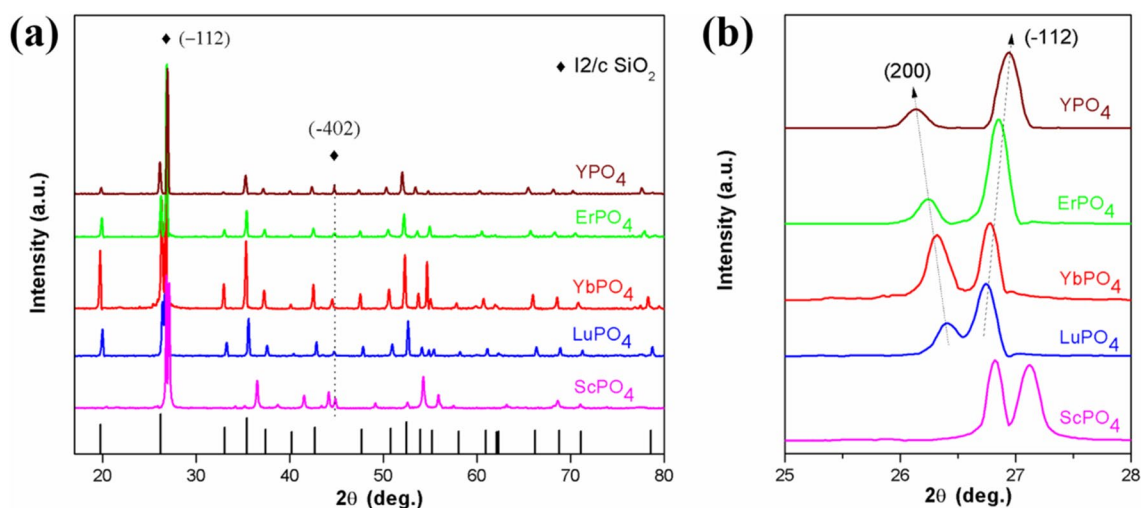 (a)
♦ (-112)
♦ I2/c SiO2
(-402)
♦
YPO4
ErPO4
YbPO4
LuPO4
ScPO4
Intensity (a.u.)
20 30 40 50 60 70 80
2θ (deg.)
(b)
(200)
(-112)
YPO4
ErPO4
YbPO4
LuPO4
ScPO4
Intensity (a.u.)
25 26 27 28
2θ (deg.)